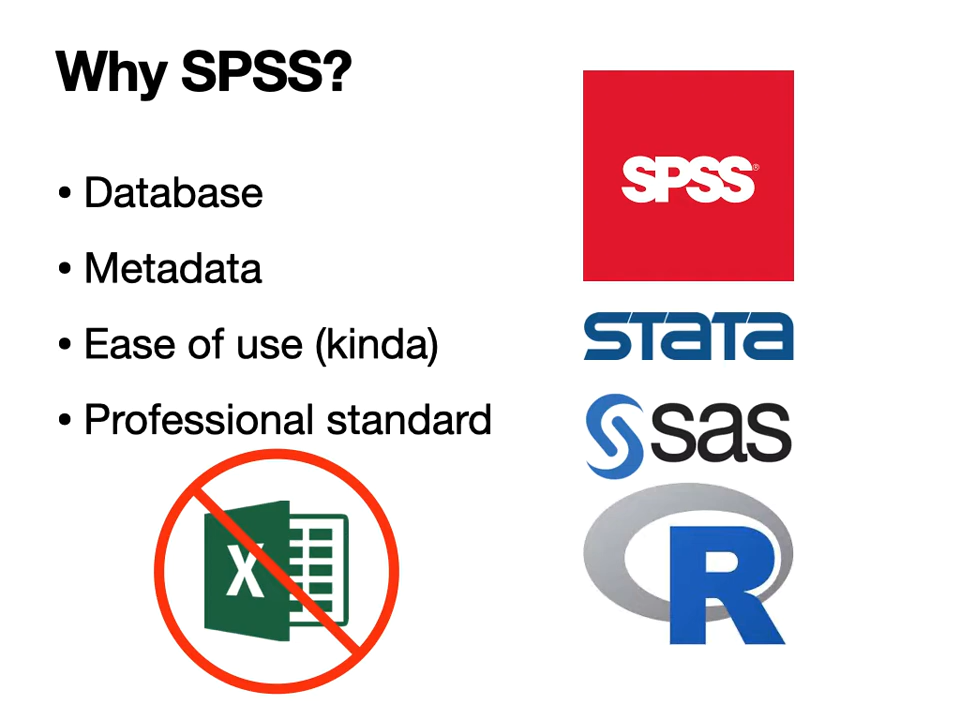 Why SPSS?
• Database
• Metadata
• Ease of use (kinda)
• Professional standard
SPSS®
STATA
sas
R
X